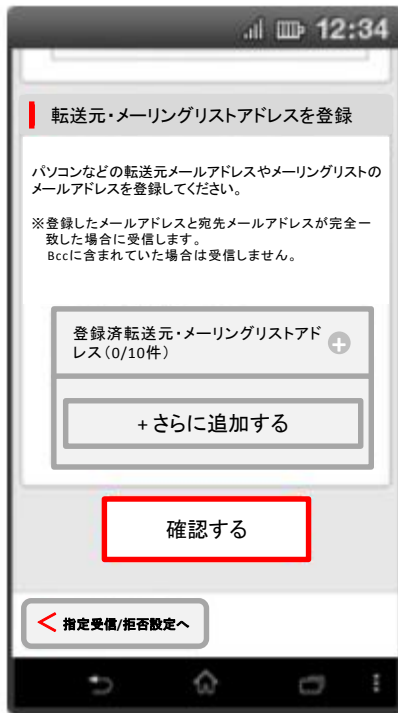 12:34
転送元・メーリングリストアドレスを登録
パソコンなどの転送元メールアドレスやメーリングリストの
メールアドレスを登録してください。
※登録したメールアドレスと宛先メールアドレスが完全一
致した場合に受信します。
Bccに含まれていた場合は受信しません。
登録済転送元・メーリングリストアド
レス(0/10件)
+さらに追加する
確認する
指定受信/拒否設定へ